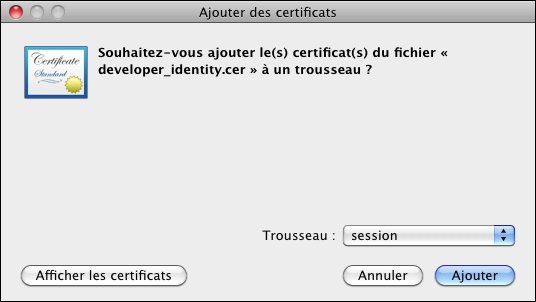 Ajouter des certificats
Certificate
Standard
Souhaitez-vous ajouter le(s) certificat(s) du fichier «
developer_identity.cer » à un trousseau ?
Trousseau : session
Afficher les certificats Annuler Ajouter